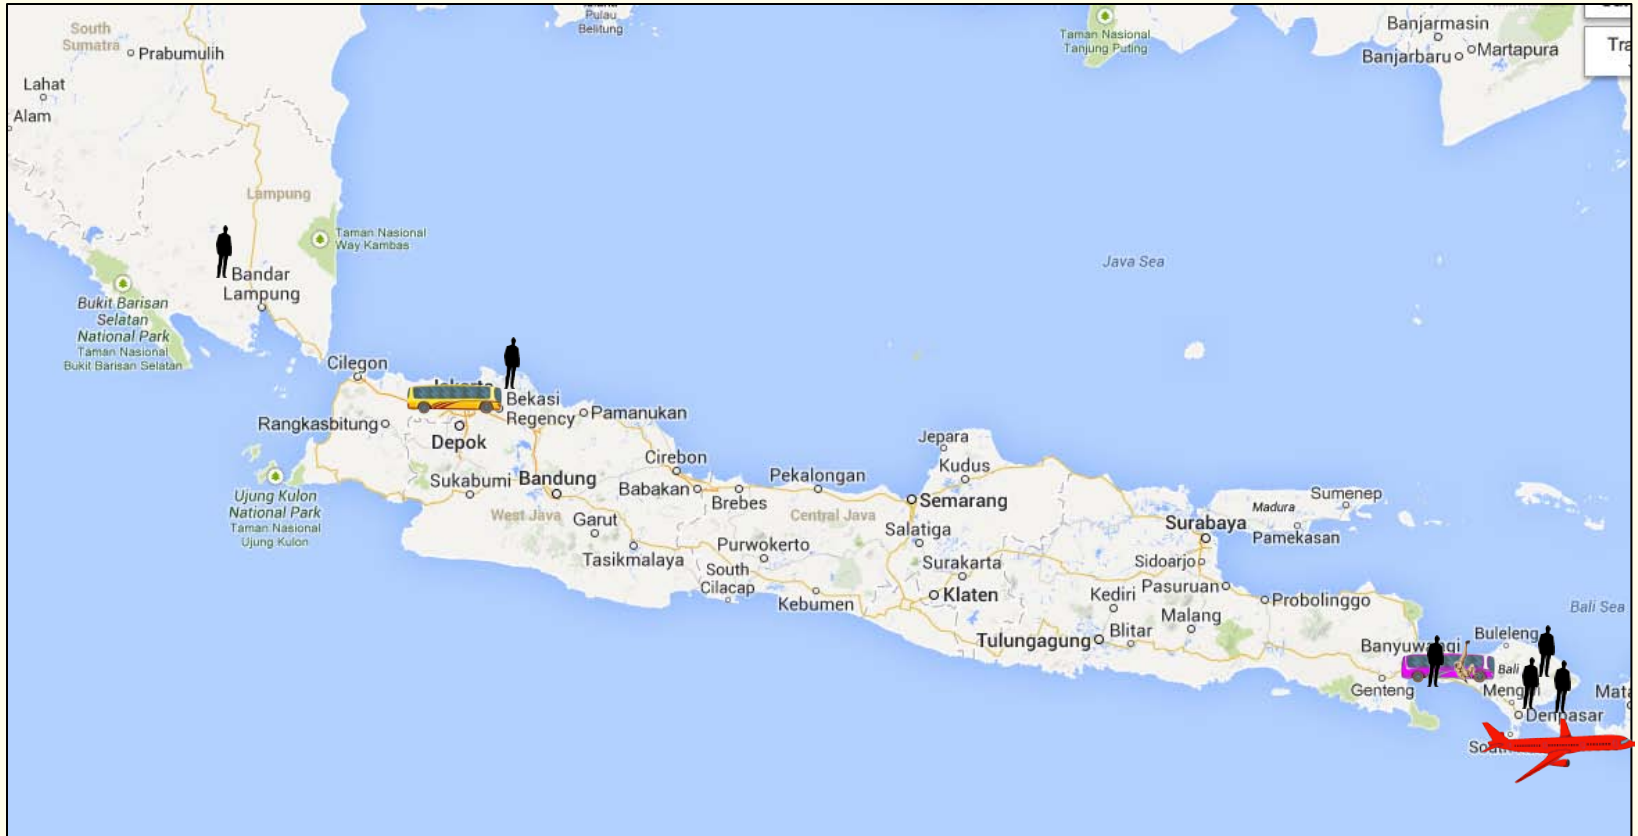 South
Sumatra
Prabumulih
Lahat
Alam
Lampung
Taman Nasional
Way Kambas
Bandar
Lampung
Bukit Barisan
Selatan
National Park
Taman Nasional
Bukit Barisan Selatan
Pulau
Belitung
Taman Nasional
Tanjung Puting
Banjarmasin
Banjarbaru
Martapura
Tra
Java Sea
Cilegon
Rangkasbitung
Jakarta
Bekasi
Regency
Depok
Pamanukan
Ujung Kulon
National Park
Taman Nasional
Ujung Kulon
Sukabumi
Bandung
West Java
Garut
Tasikmalaya
Cirebon
Babakan
Brebes
Pekalongan
Central Java
Purwokerto
South
Cilacap
Kebumen
Jepara
Kudus
Semarang
Salatiga
Surakarta
Klaten
Surabaya
Madura
Sumenep
Pamekasan
Sidoarjo
Pasuruan
Probolinggo
Kediri
Malang
Tulungagung
Blitar
Bali Sea
Banyuwangi
Genteng
Buleleng
Bali
Denpasar
Mata